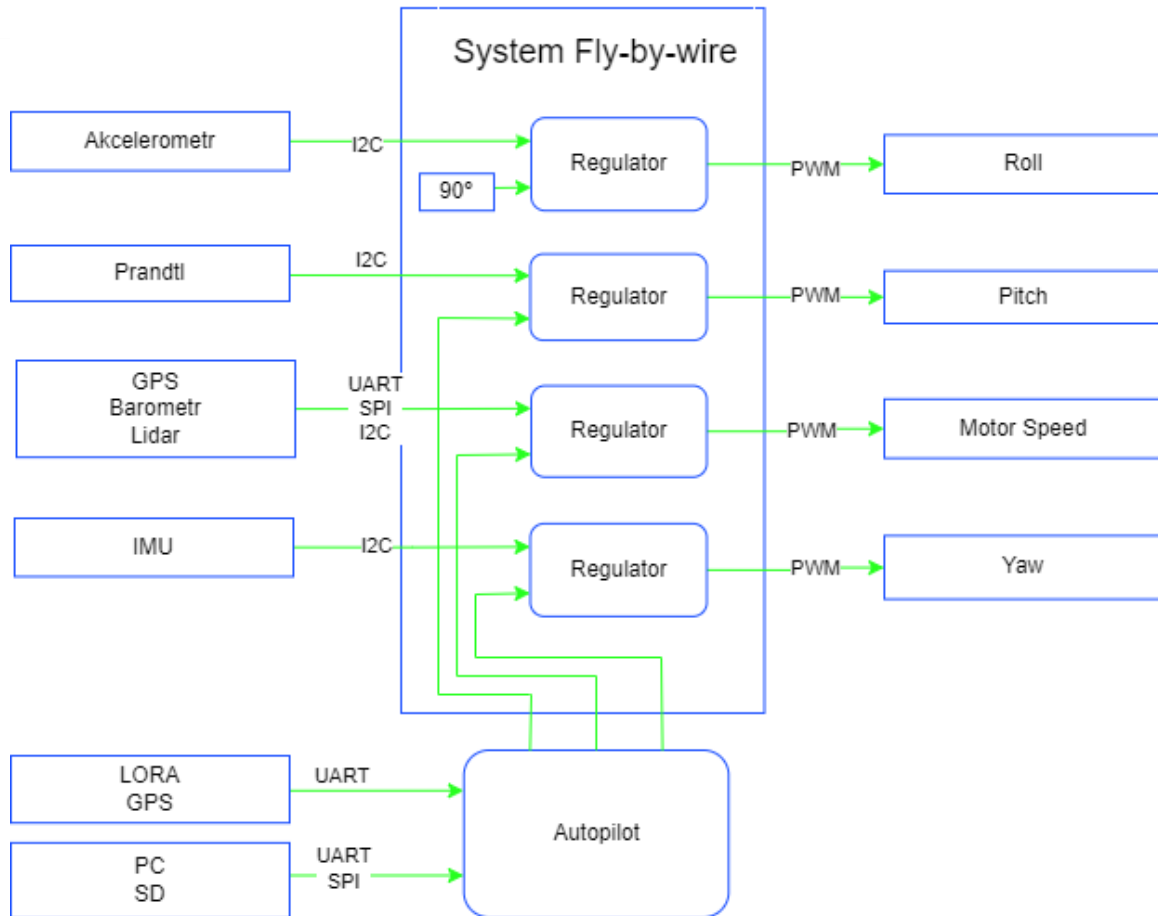 System Fly-by-wire
Akcelerometr
I2C
Regulator
90°
PWM
Roll
Prandtl
I2C
Regulator
PWM
Pitch
GPS
Barometr
Lidar
UART
SPI
I2C
Regulator
PWM
Motor Speed
IMU
I2C
Regulator
PWM
Yaw
LORA
GPS
UART
Autopilot
PC
SD
UART
SPI